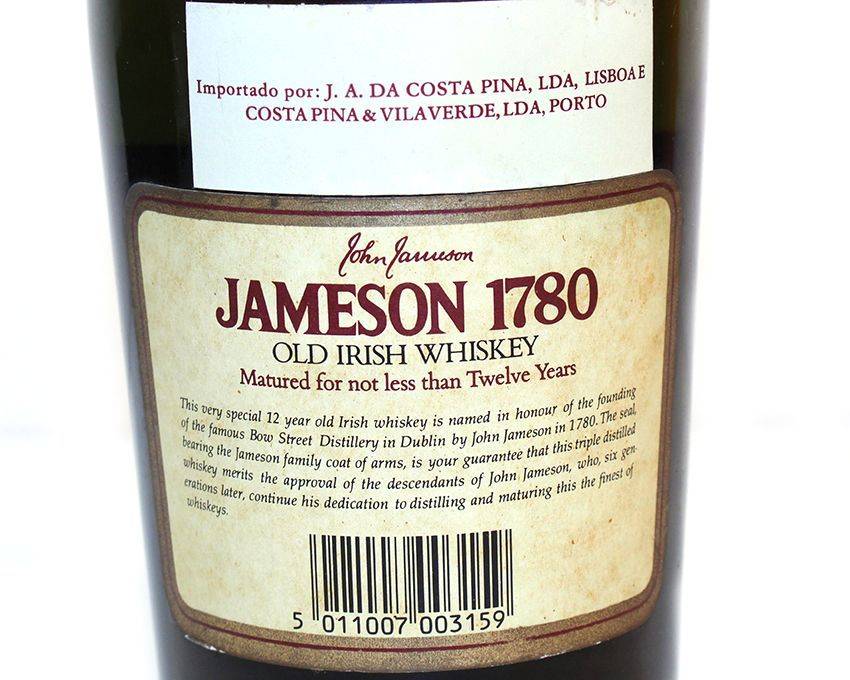 Importado por: J. A. DA COSTA PINA, LDA, LISBOA E
COSTA PINA & VILAVERDE, LDA, PORTO
John Jameson
JAMESON 1780
OLD IRISH WHISKEY
Matured for not less than Twelve Years
This very special 12 year old Irish whiskey is named in honour of the founding
of the famous Bow Street Distillery in Dublin by John Jameson in 1780. The seal,
bearing the Jameson family coat of arms, is your guarantee that this triple distilled
whiskey merits the approval of the descendants of John Jameson, who, six gen-
erations later, continue his dedication to distilling and maturing this the finest of
whiskeys.
5 011007 003159